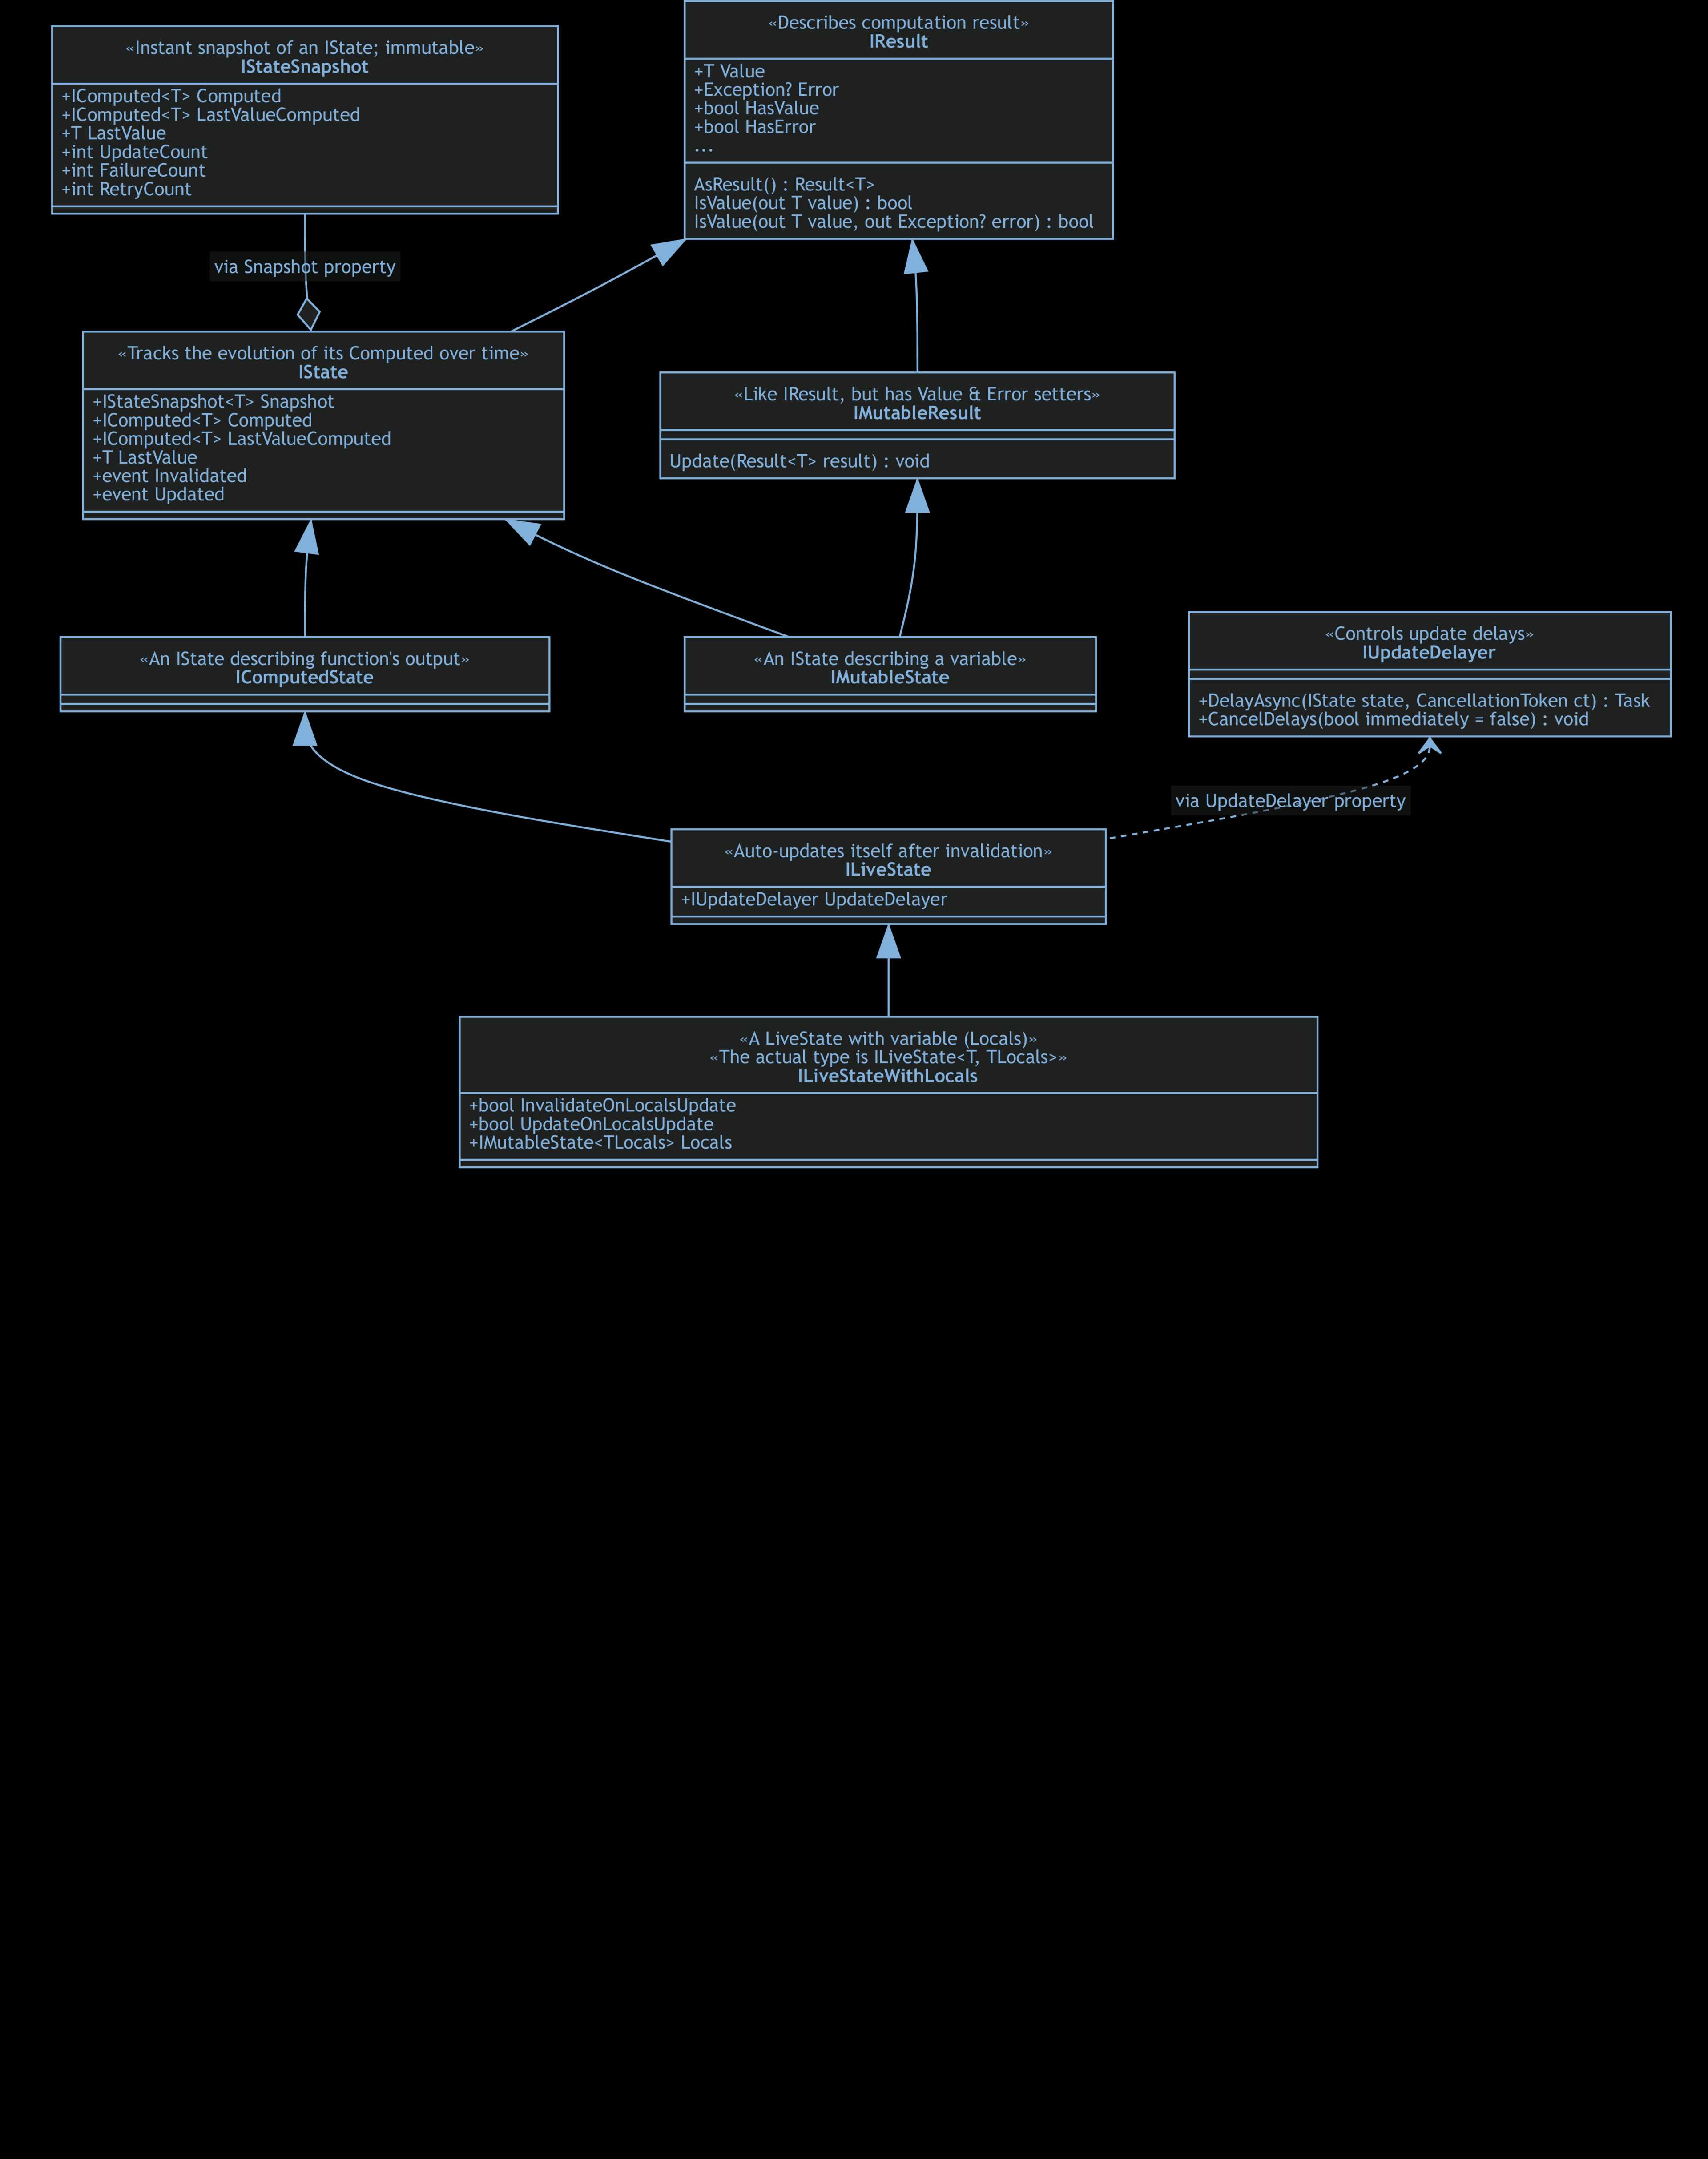 «Instant snapshot of an IState; immutable»
IStateSnapshot
+IComputed<T> Computed
+IComputed<T> LastValueComputed
+T LastValue
+int UpdateCount
+int FailureCount
+int RetryCount
«Describes computation result»
IResult
+T Value
+Exception? Error
+bool HasValue
+bool HasError
...
AsResult() : Result<T>
IsValue(out T value) : bool
IsValue(out T value, out Exception? error) : bool
via Snapshot property
«Tracks the evolution of its Computed over time»
IState
+IStateSnapshot<T> Snapshot
+IComputed<T> Computed
+IComputed<T> LastValueComputed
+T LastValue
+event Invalidated
+event Updated
«Like IResult, but has Value & Error setters»
IMutableResult
Update(Result<T> result) : void
«An IState describing function's output»
IComputedState
«An IState describing a variable»
IMutableState
«Controls update delays»
IUpdateDelayer
+DelayAsync(IState state, CancellationToken ct) : Task
+CancelDelays(bool immediately = false) : void
via UpdateDelayer property
«Auto-updates itself after invalidation»
ILiveState
+IUpdateDelayer UpdateDelayer
«A LiveState with variable (Locals)»
«The actual type is ILiveState<T, TLocals>»
ILiveStateWithLocals
+bool InvalidateOnLocalsUpdate
+bool UpdateOnLocalsUpdate
+IMutableState<TLocals> Locals